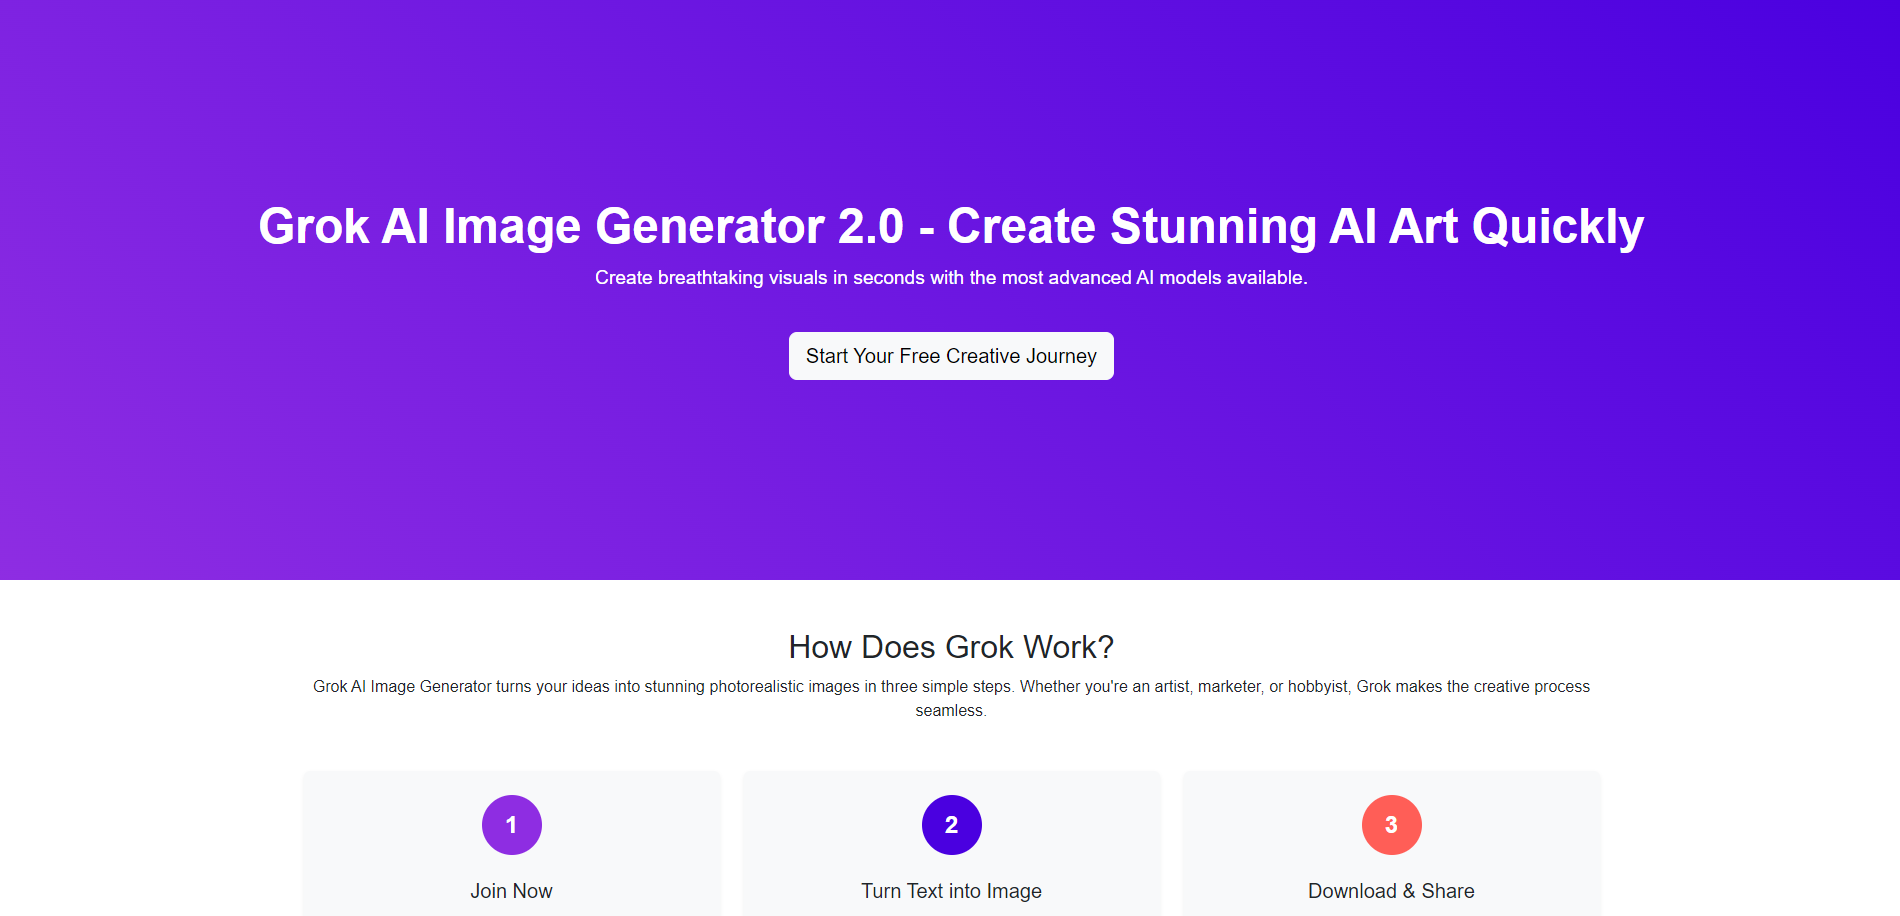 Grok AI Image Generator 2.0 - Create Stunning AI Art Quickly
Create breathtaking visuals in seconds with the most advanced AI models available.
Start Your Free Creative Journey
How Does Grok Work?
Grok AI Image Generator turns your ideas into stunning photorealistic images in three simple steps. Whether you're an artist, marketer, or hobbyist, Grok makes the creative process
seamless.
1
Join Now
2
Turn Text into Image
3
Download & Share